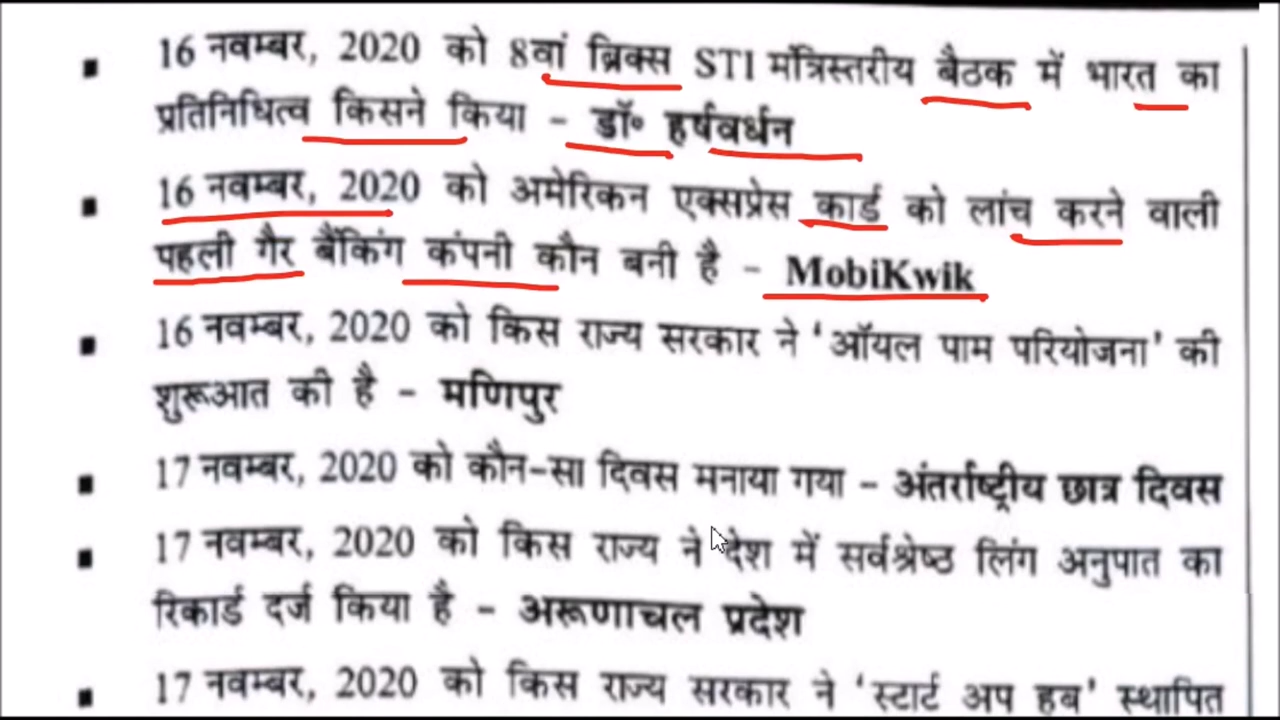 ▪ 16 नवम्बर, 2020 को 8वां ब्रिक्स STI मंत्रिस्तरीय बैठक में भारत का
प्रतिनिधित्व किसने किया – डॉ॰ हर्षवर्धन
▪ 16 नवम्बर, 2020 को अमेरिकन एक्सप्रेस कार्ड को लांच करने वाली
पहली गैर बैंकिंग कंपनी कौन बनी है – MobiKwik
▪ 16 नवम्बर, 2020 को किस राज्य सरकार ने ‘ऑयल पाम परियोजना’ की
शुरूआत की है – मणिपुर
▪ 17 नवम्बर, 2020 को कौन-सा दिवस मनाया गया – अंतर्राष्ट्रीय छात्र दिवस
▪ 17 नवम्बर, 2020 को किस राज्य ने देश में सर्वश्रेष्ठ लिंग अनुपात का
रिकार्ड दर्ज किया है – अरूणाचल प्रदेश
▪ 17 नवम्बर, 2020 को किस राज्य सरकार ने ‘स्टार्ट अप हब’ स्थापित